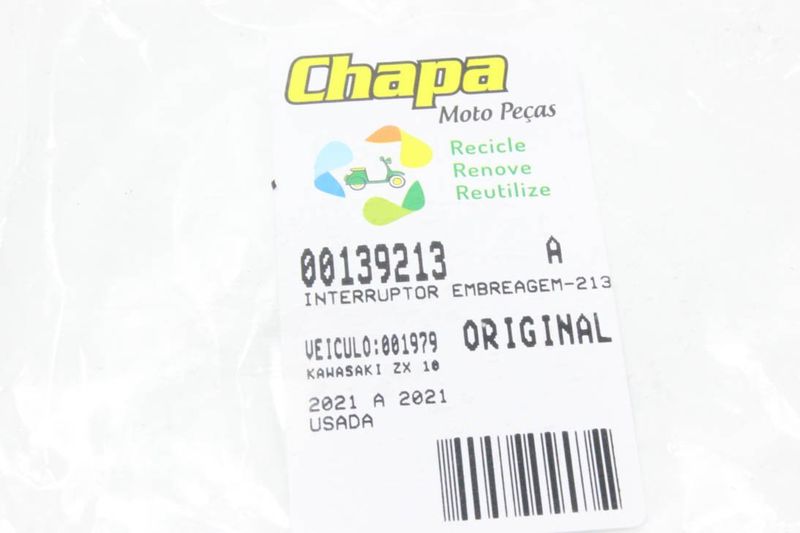 Chapa
Moto Peças
Recicle
Renove
Reutilize
00139213 A
INTERRUPTOR EMBREAGEM-213
VEICULO:001979 ORIGINAL
KAWASAKI ZX 10
2021 A 2021
USADA